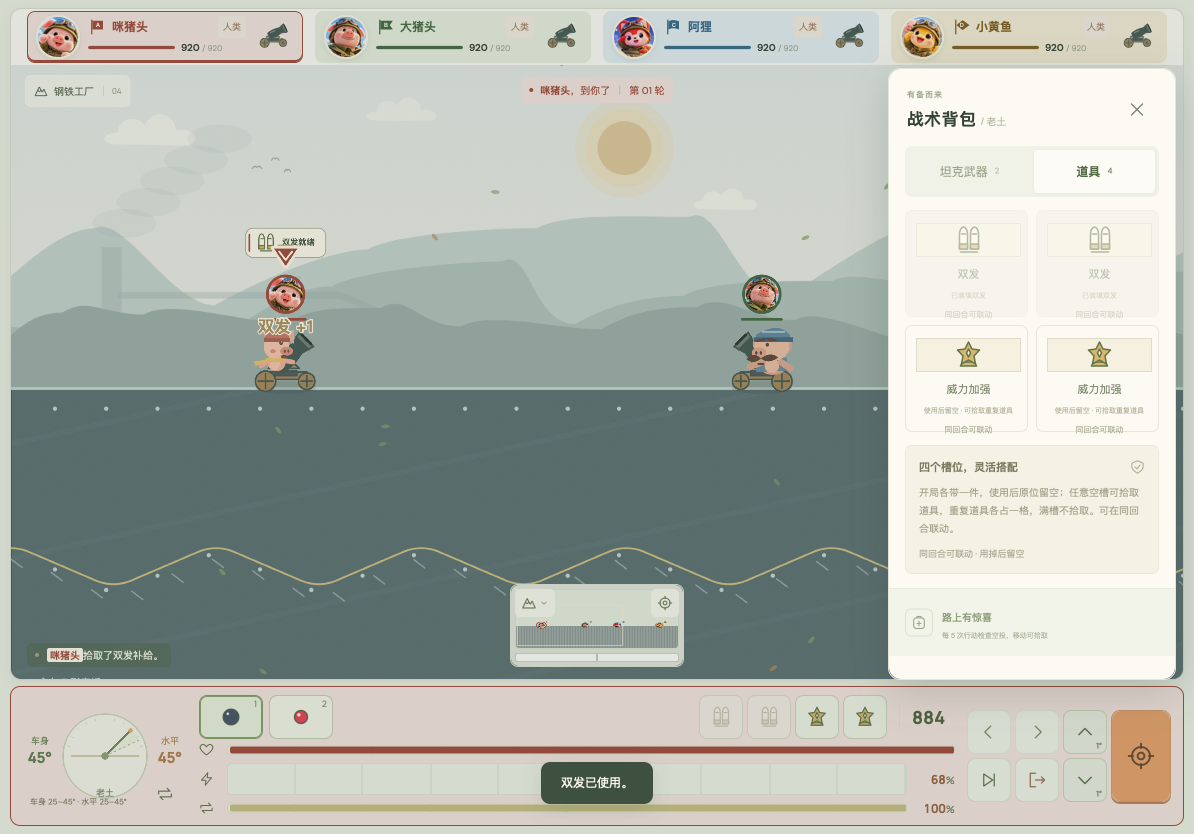 咪猪头 人类
920 / 920
大猪头 人类
920 / 920
阿狸 人类
920 / 920
小黄鱼 人类
920 / 920
钢铁工厂 04
咪猪头，到你了 第 01 轮
双发就绪
双发 +1
有备而来
战术背包 / 老土
坦克武器 2
道具 4
双发
已装填双发
同回合可联动
双发
已装填双发
同回合可联动
威力加强
使用后留空 · 可拾取重复道具
同回合可联动
威力加强
使用后留空 · 可拾取重复道具
同回合可联动
四个槽位，灵活搭配
开局各带一件，使用后原位留空；任意空槽可拾取
道具，重复道具各占一格，满槽不拾取。可在同回
合联动。
同回合可联动 · 用掉后留空
路上有惊喜
每 5 次行动检查空投，移动可拾取
咪猪头 拾取了双发补给。
车身
45°
水平
45°
老土
车身 25–45° · 水平 25–45°
1
2
884
68%
100%
1°
1°
双发已使用。